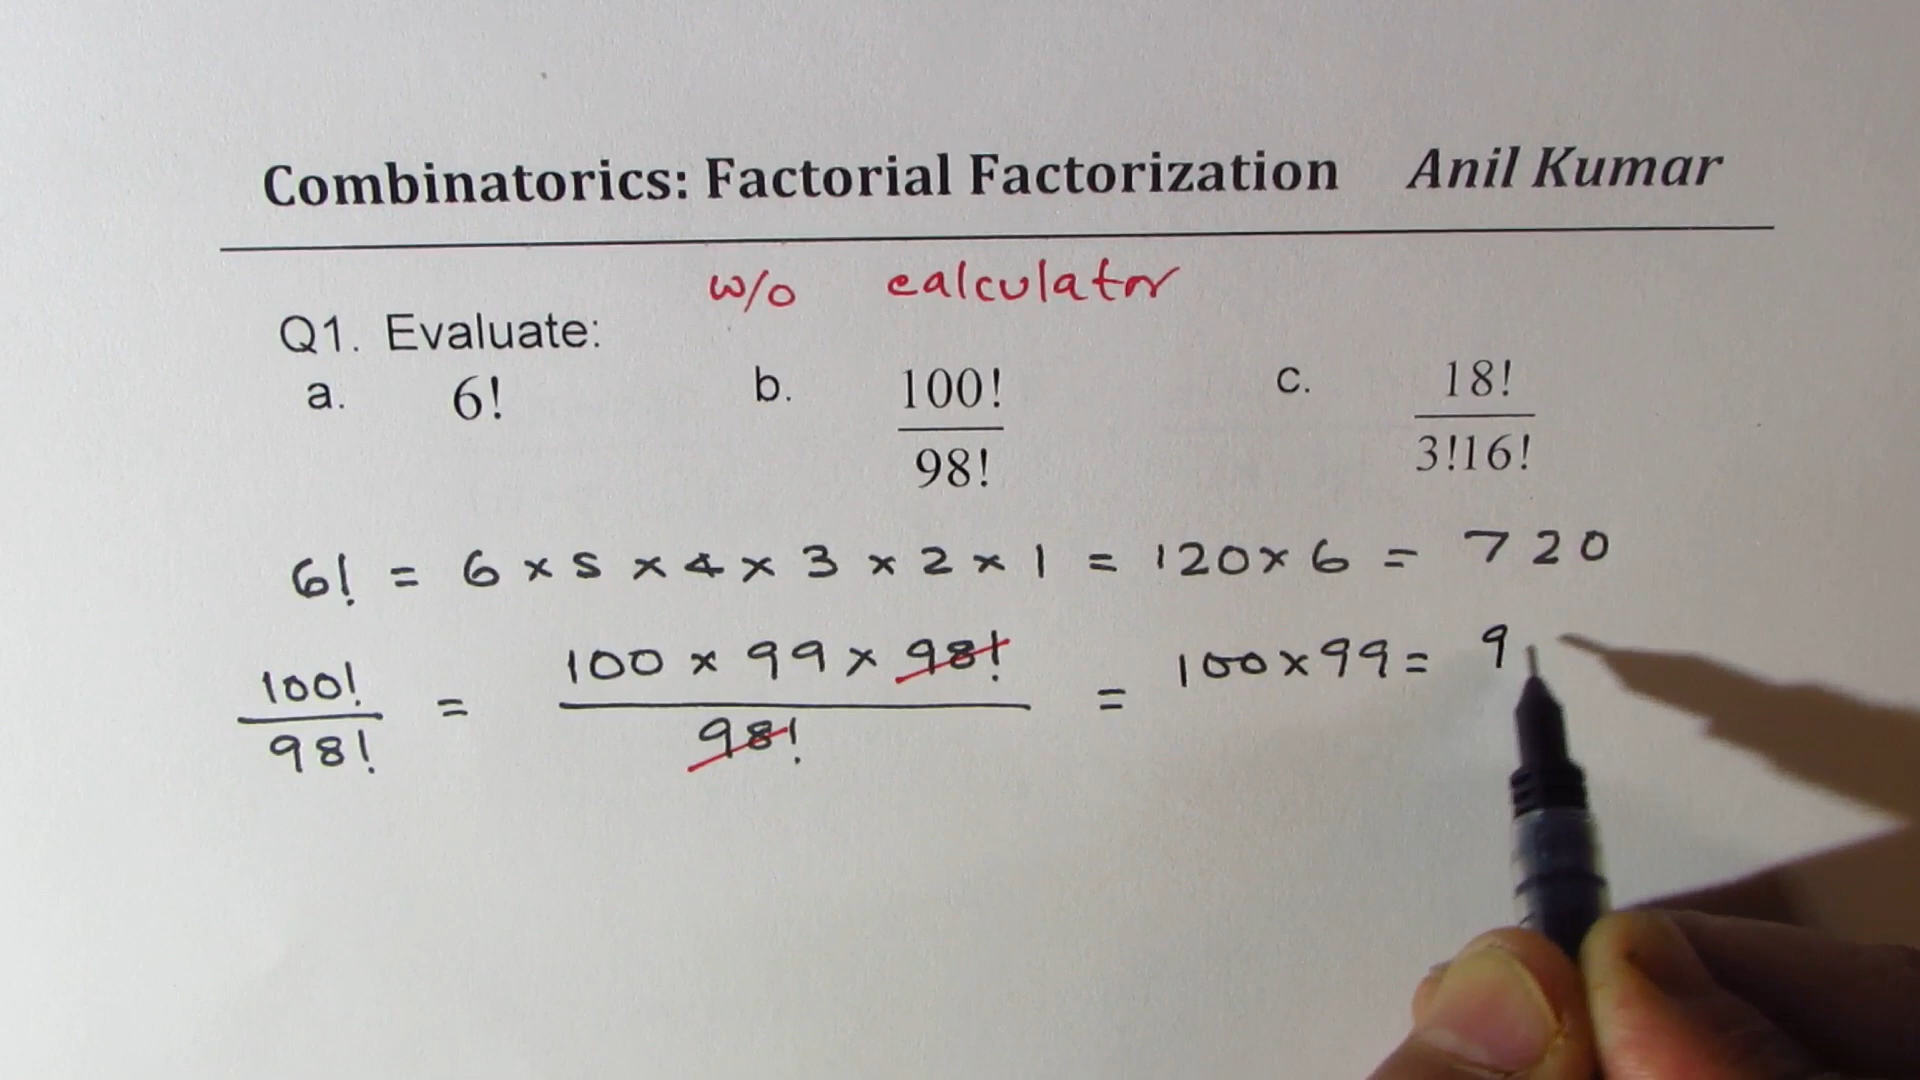 Combinatorics: Factorial Factorization Anil Kumar
w/o calculator
Q1. Evaluate:
a. 6! b. 100!/98! c. 18!/3!16!
6! = 6 × 5 × 4 × 3 × 2 × 1 = 120 × 6 = 720
100!/98! = 100 × 99 × 98!/98! = 100 × 99 = 9